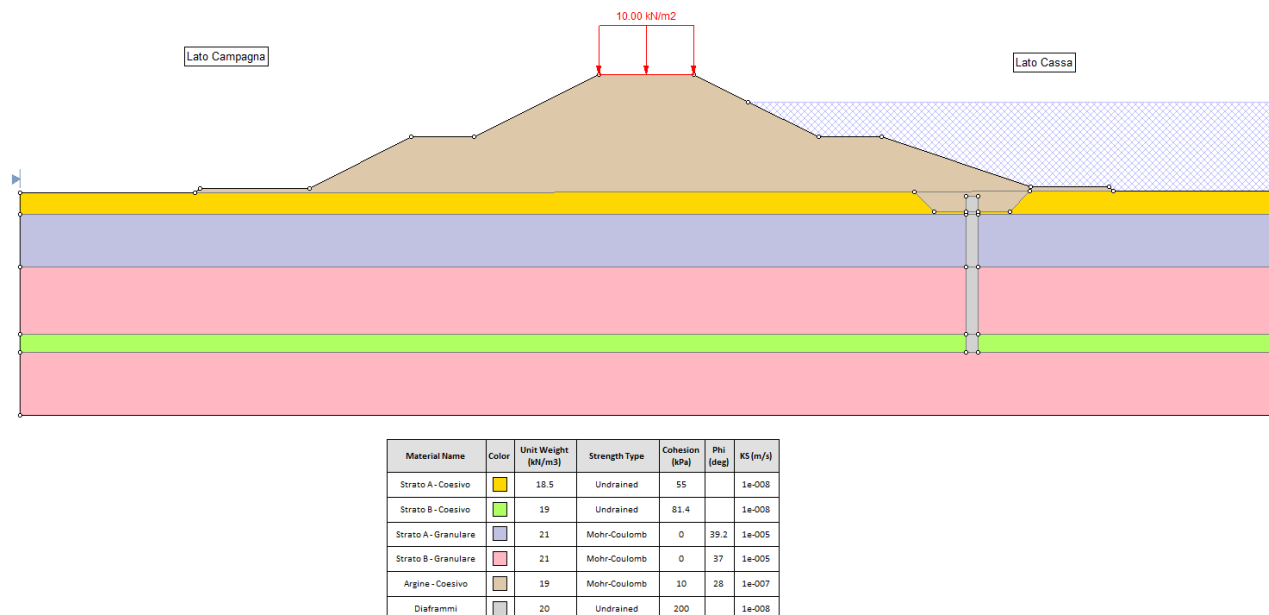 10.00 kN/m2
Lato Campagna
Lato Cassa
Material Name Color Unit Weight (kN/m3) Strength Type Cohesion (kPa) Phi (deg) KS (m/s)
Strato A - Coesivo 18.5 Undrained 55 1e-008
Strato B - Coesivo 19 Undrained 81.4 1e-008
Strato A - Granulare 21 Mohr-Coulomb 0 39.2 1e-005
Strato B - Granulare 21 Mohr-Coulomb 0 37 1e-005
Argine - Coesivo 19 Mohr-Coulomb 10 28 1e-007
Diaframmi 20 Undrained 200 1e-008